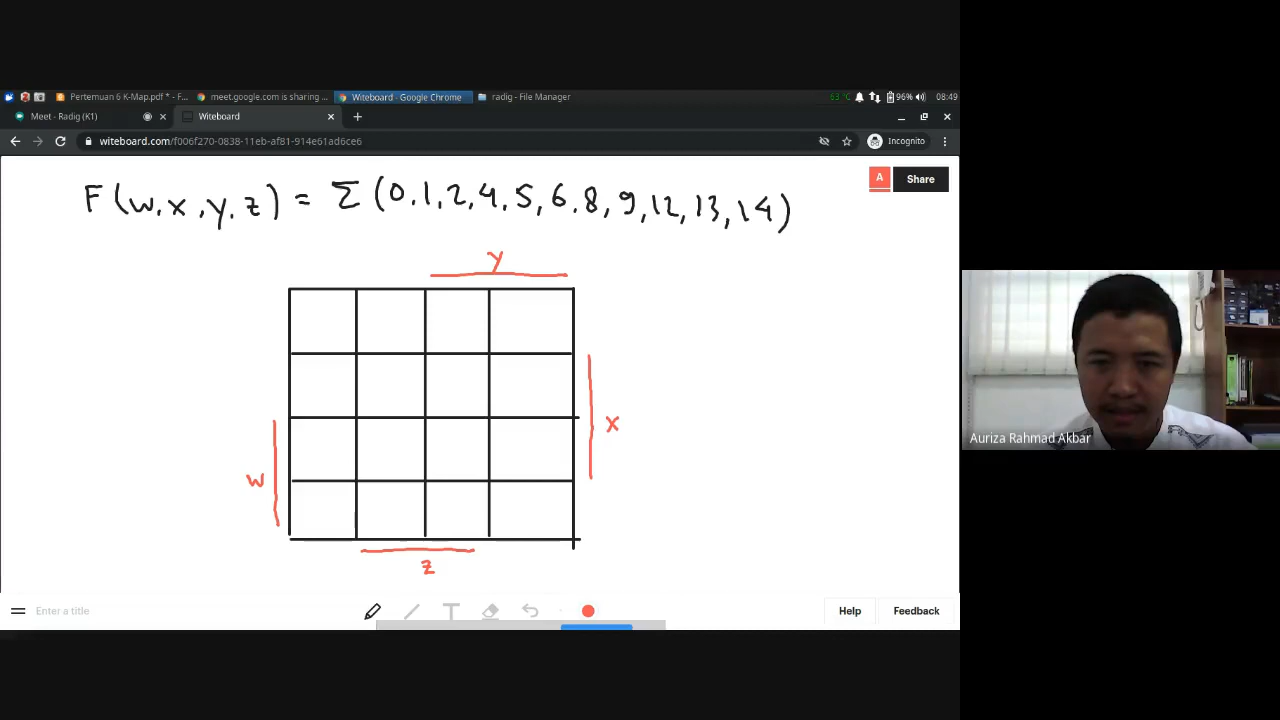 Pertemuan 6 K-Map.pdf * - F...
meet.google.com is sharing ...
Witeboard - Google Chrome
radig - File Manager
63 °C
96%
08:49
Meet - Radig (K1)
Witeboard
witeboard.com/f006f270-0838-11eb-af81-914e61ad6ce6
Incognito
F(w,x,y,z) = Σ(0,1,2,4,5,6,8,9,12,13,14)
A
Share
y
x
w
z
Auriza Rahmad Akbar
Enter a title
T
Help
Feedback